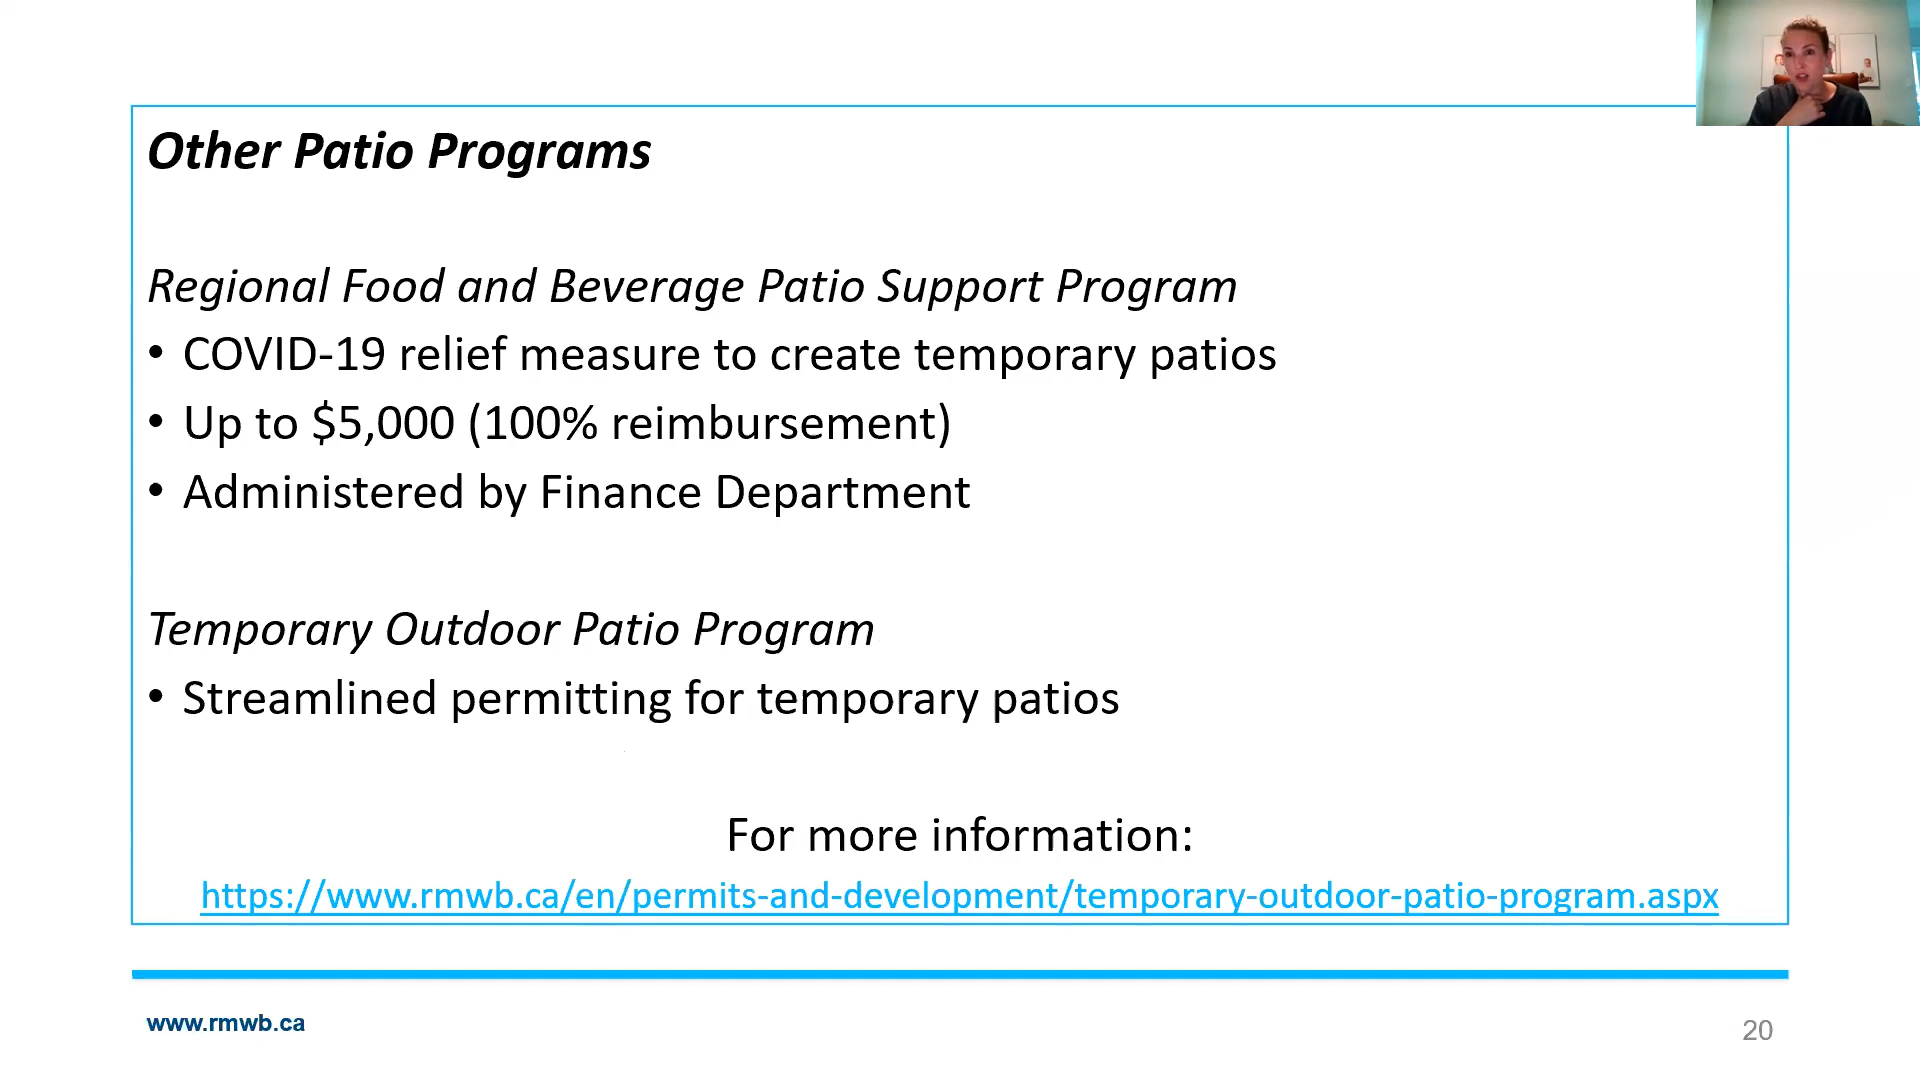 Other Patio Programs
Regional Food and Beverage Patio Support Program
• COVID-19 relief measure to create temporary patios
• Up to $5,000 (100% reimbursement)
• Administered by Finance Department
Temporary Outdoor Patio Program
• Streamlined permitting for temporary patios
For more information:
https://www.rmwb.ca/en/permits-and-development/temporary-outdoor-patio-program.aspx
www.rmwb.ca
20